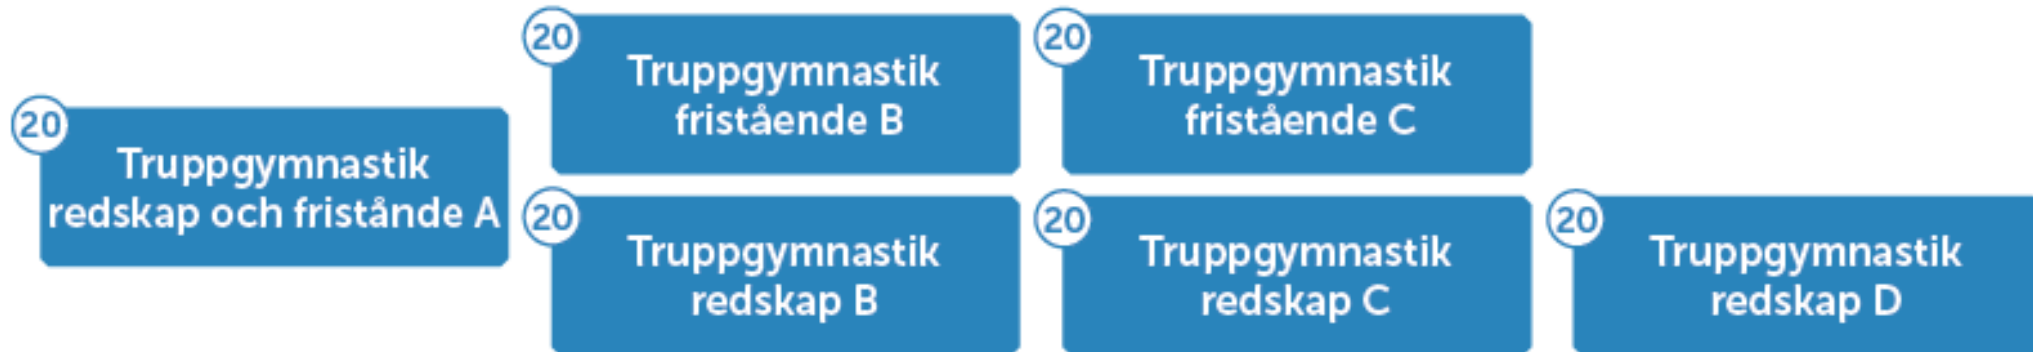 20
Truppgymnastik
redskap och fristånde A
20
Truppgymnastik
fristående B
20
Truppgymnastik
fristående C
20
Truppgymnastik
redskap B
20
Truppgymnastik
redskap C
20
Truppgymnastik
redskap D